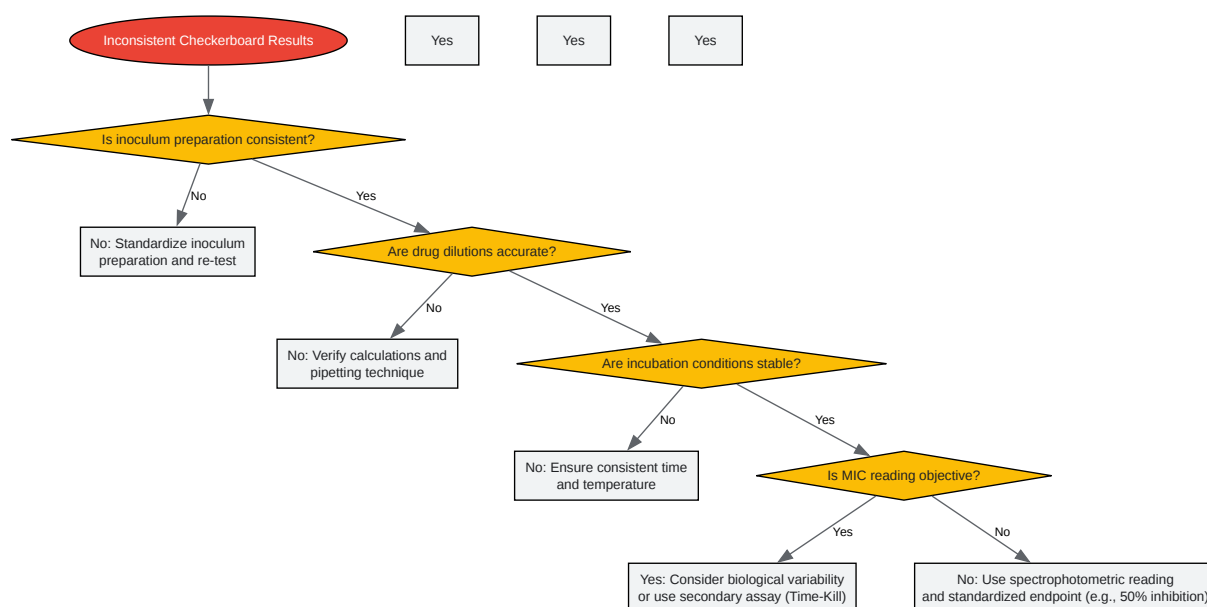 Inconsistent Checkerboard Results
Yes
Yes
Yes
Is inoculum preparation consistent?
No
Yes
No: Standardize inoculum
preparation and re-test
Are drug dilutions accurate?
No
Yes
No: Verify calculations and
pipetting technique
Are incubation conditions stable?
No
Yes
No: Ensure consistent time
and temperature
Is MIC reading objective?
Yes
No
Yes: Consider biological variability
or use secondary assay (Time-Kill)
No: Use spectrophotometric reading
and standardized endpoint (e.g., 50% inhibition)